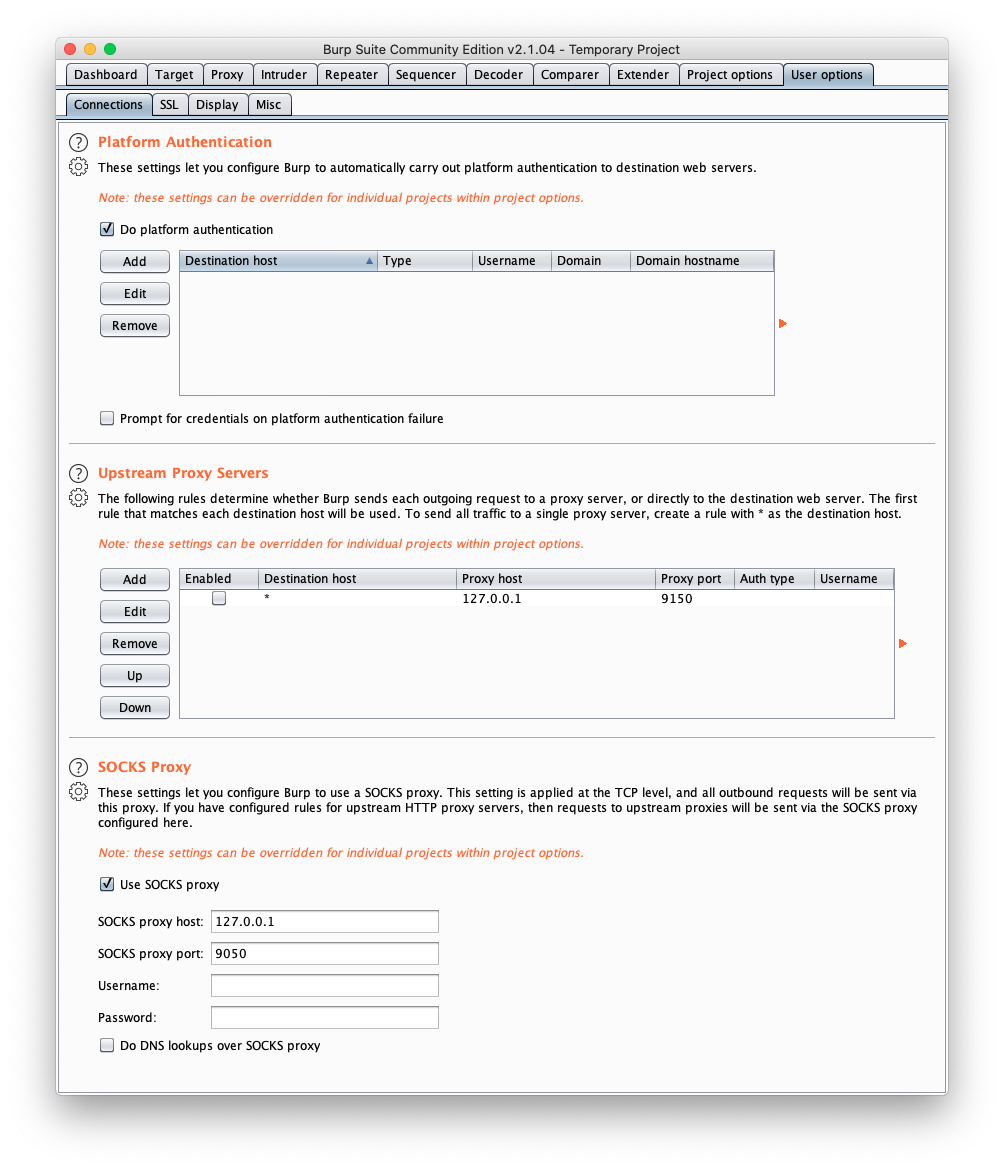 Burp Suite Community Edition v2.1.04 - Temporary Project
Dashboard Target Proxy Intruder Repeater Sequencer Decoder Comparer Extender Project options User options
Connections SSL Display Misc
? Platform Authentication
These settings let you configure Burp to automatically carry out platform authentication to destination web servers.
Note: these settings can be overridden for individual projects within project options.
Do platform authentication
Add
Edit
Remove
Destination host Type Username Domain Domain hostname
Prompt for credentials on platform authentication failure
? Upstream Proxy Servers
The following rules determine whether Burp sends each outgoing request to a proxy server, or directly to the destination web server. The first
rule that matches each destination host will be used. To send all traffic to a single proxy server, create a rule with * as the destination host.
Note: these settings can be overridden for individual projects within project options.
Add
Edit
Remove
Up
Down
Enabled Destination host Proxy host Proxy port Auth type Username
* 127.0.0.1 9150
? SOCKS Proxy
These settings let you configure Burp to use a SOCKS proxy. This setting is applied at the TCP level, and all outbound requests will be sent via
this proxy. If you have configured rules for upstream HTTP proxy servers, then requests to upstream proxies will be sent via the SOCKS proxy
configured here.
Note: these settings can be overridden for individual projects within project options.
Use SOCKS proxy
SOCKS proxy host: 127.0.0.1
SOCKS proxy port: 9050
Username:
Password:
Do DNS lookups over SOCKS proxy